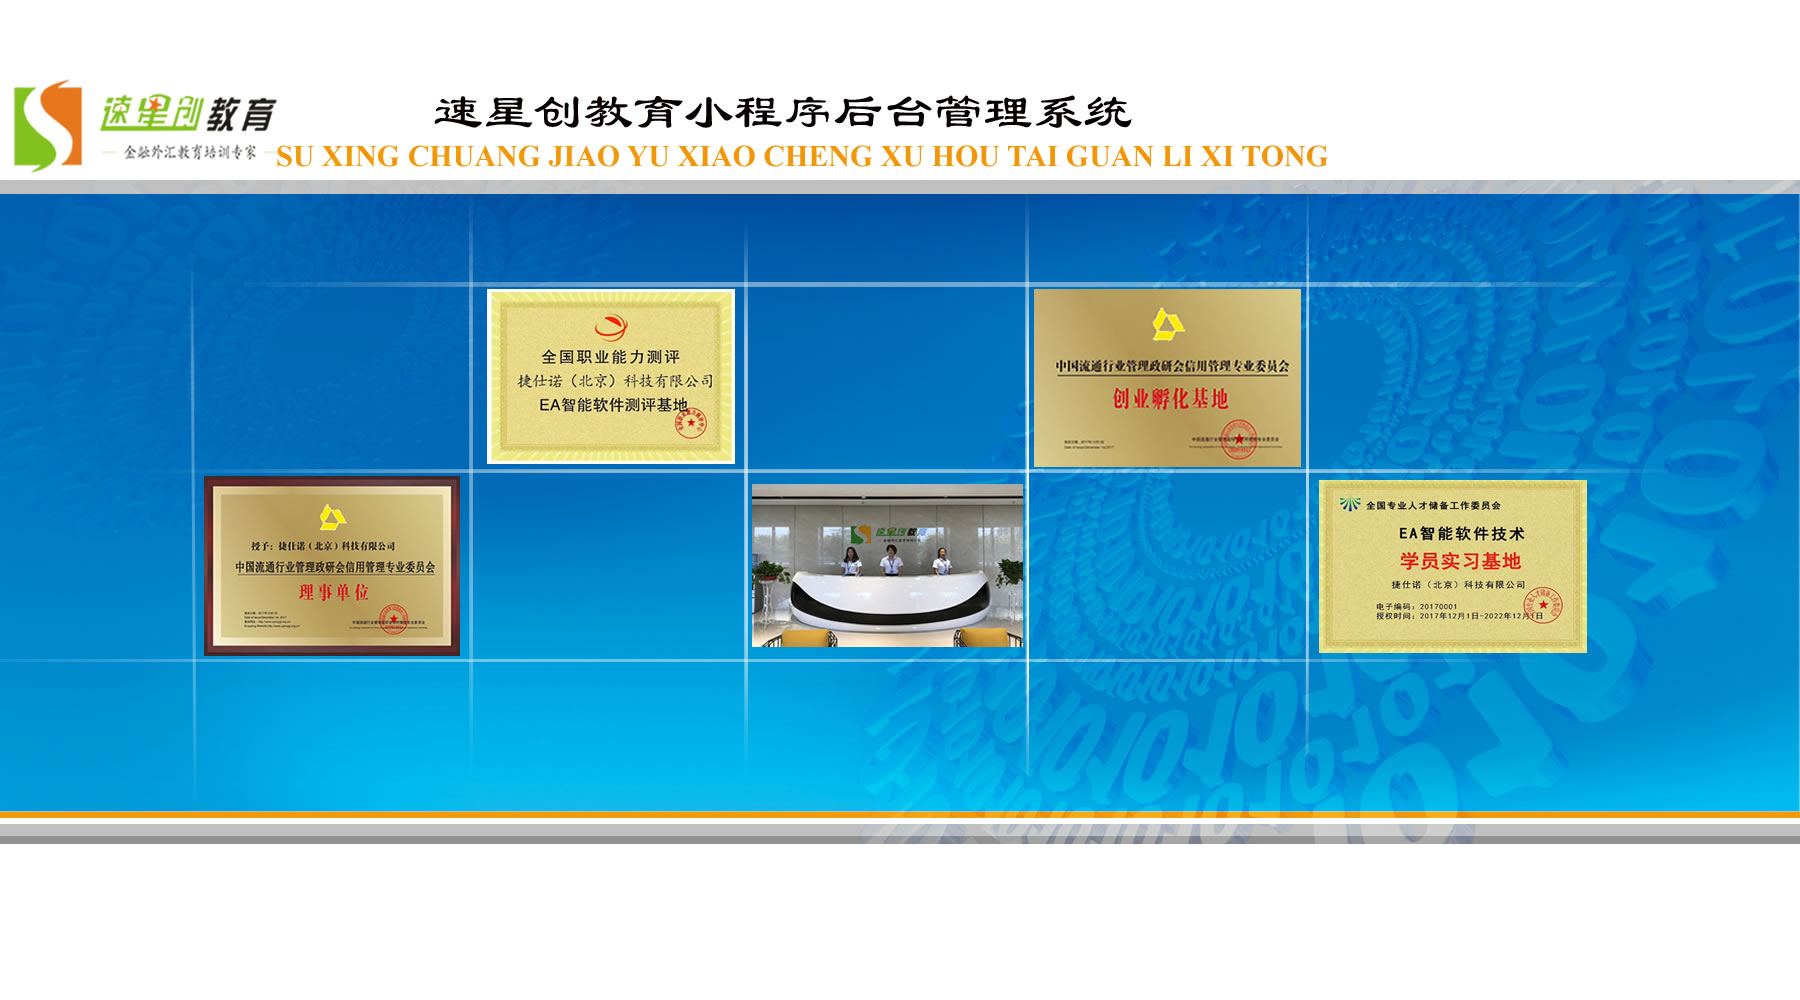 速星创教育
金融外汇教育培训专家
速星创教育小程序后台管理系统
SU XING CHUANG JIAO YU XIAO CHENG XU HOU TAI GUAN LI XI TONG
全国职业能力测评
捷仕诺（北京）科技有限公司
EA智能软件测评基地
中国流通行业管理政研会信用管理专业委员会
创业孵化基地
授予：捷仕诺（北京）科技有限公司
中国流通行业管理政研会信用管理专业委员会
理事单位
速星创教育
全国专业人才储备工作委员会
EA智能软件技术
学员实习基地
捷仕诺（北京）科技有限公司
电子编码：20170001
授权时间：2017年12月1日-2022年12月1日